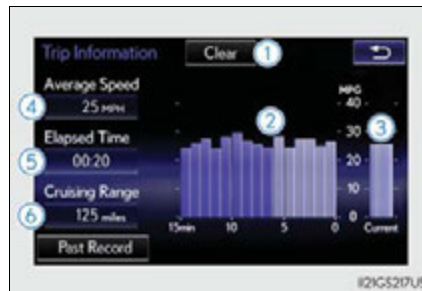 Trip Information Clear 1
Average Speed MPG
4 25 MPH 40
2
Elapsed Time 30 3
5 00:20 20
Cruising Range 10
6 125 miles 0
15min 10 5 0 Current
Past Record
II21GS217US